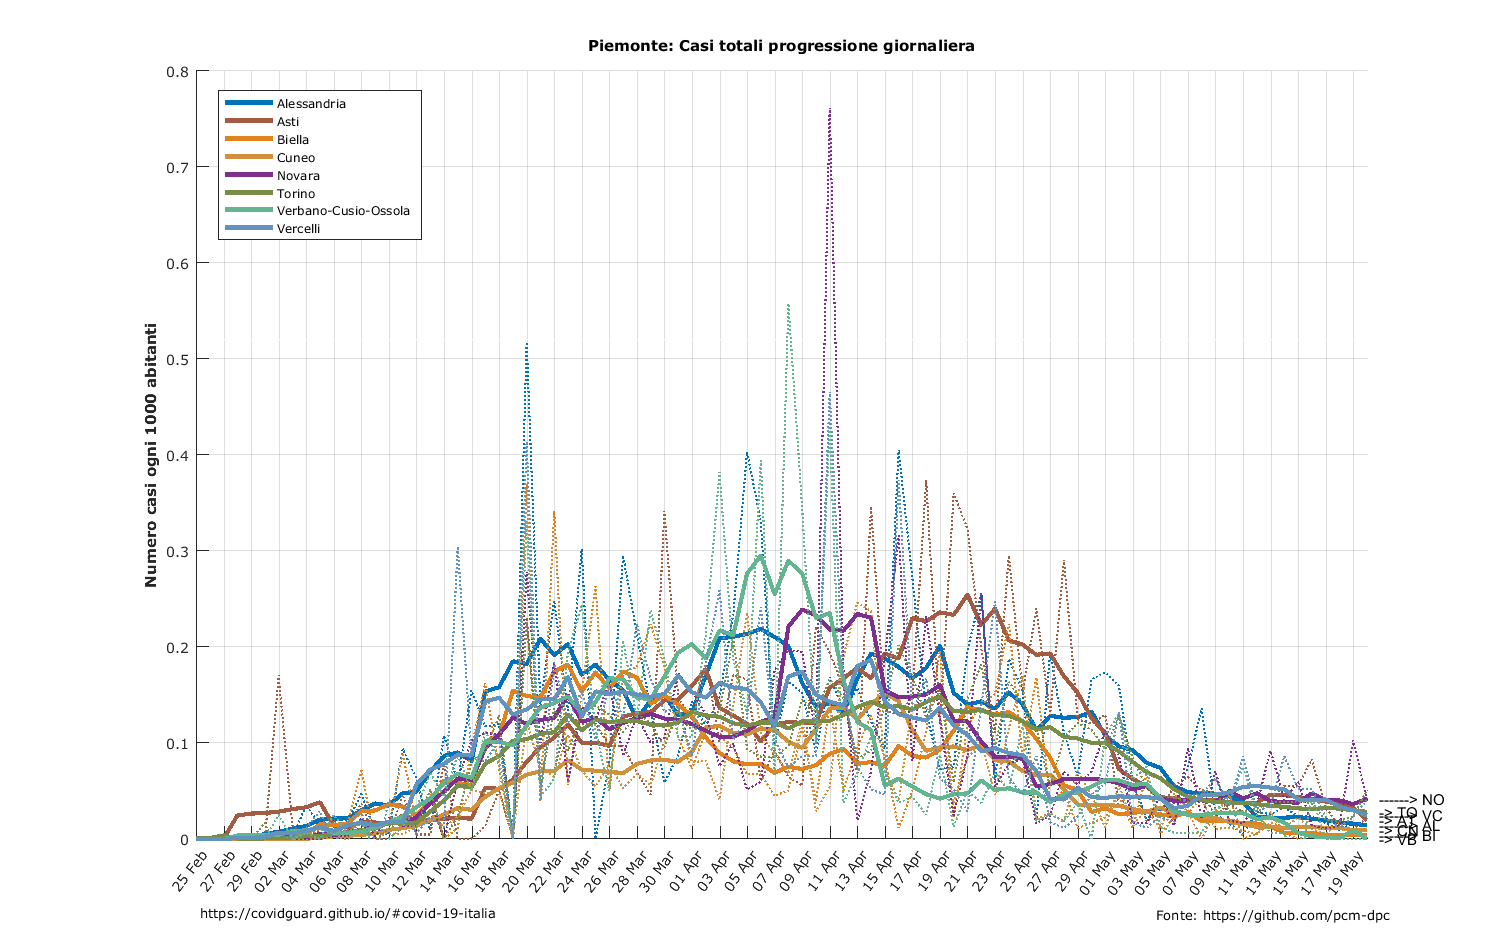 Piemonte: Casi totali progressione giornaliera
Numero casi ogni 1000 abitanti
0.8
0.7
0.6
0.5
0.4
0.3
0.2
0.1
0
Alessandria
Asti
Biella
Cuneo
Novara
Torino
Verbano-Cusio-Ossola
Vercelli
------> NO
VC
AL
BI
-> VB
25 Feb
27 Feb
29 Feb
02 Mar
04 Mar
06 Mar
08 Mar
10 Mar
12 Mar
14 Mar
16 Mar
18 Mar
20 Mar
22 Mar
24 Mar
26 Mar
28 Mar
30 Mar
01 Apr
03 Apr
05 Apr
07 Apr
09 Apr
11 Apr
13 Apr
15 Apr
17 Apr
19 Apr
21 Apr
23 Apr
25 Apr
27 Apr
29 Apr
01 May
03 May
05 May
07 May
09 May
11 May
13 May
15 May
17 May
19 May
https://covidguard.github.io/#covid-19-italia
Fonte: https://github.com/pcm-dpc